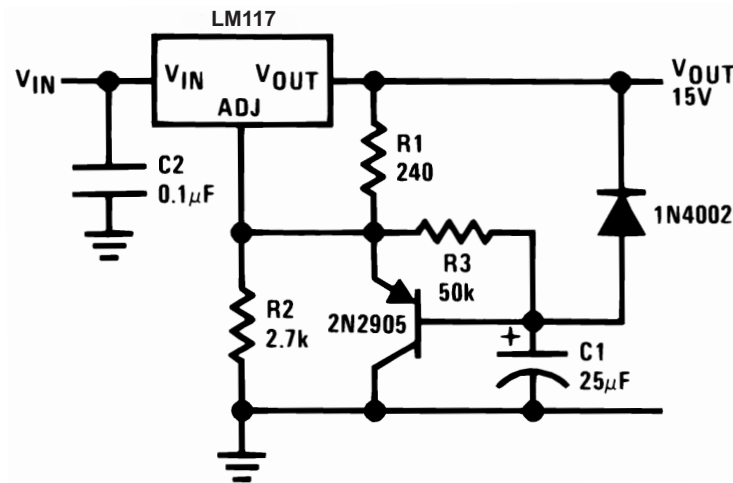 LM117
VIN
VIN
VOUT
ADJ
VOUT
15V
C2
0.1μF
R1
240
1N4002
R3
50k
R2
2.7k
2N2905
+
C1
25μF